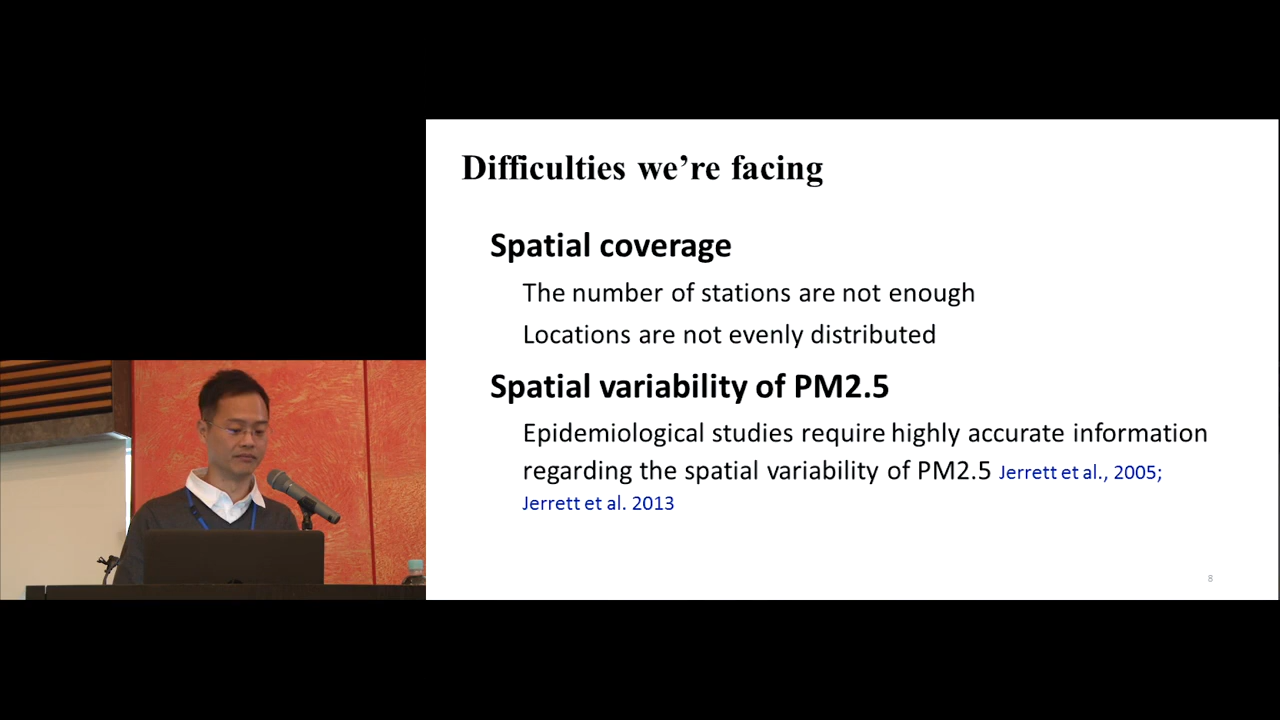 Difficulties we're facing
Spatial coverage
The number of stations are not enough
Locations are not evenly distributed
Spatial variability of PM2.5
Epidemiological studies require highly accurate information
regarding the spatial variability of PM2.5 Jerrett et al., 2005;
Jerrett et al. 2013
8